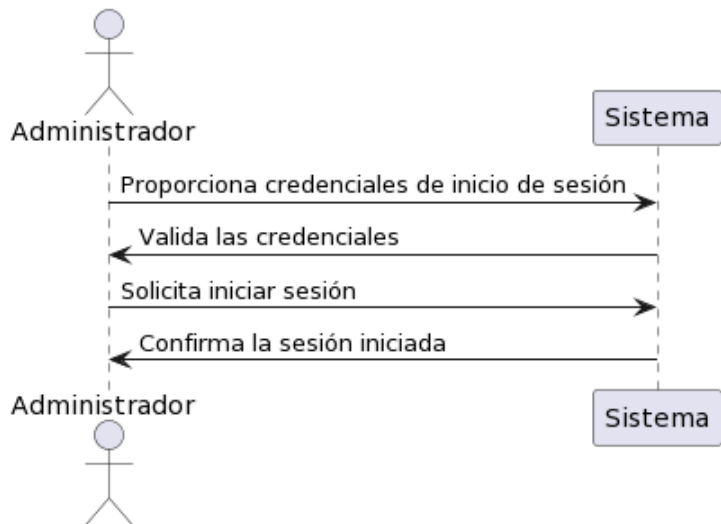 Administrador
Sistema
Proporciona credenciales de inicio de sesión
Valida las credenciales
Solicita iniciar sesión
Confirma la sesión iniciada
Administrador
Sistema